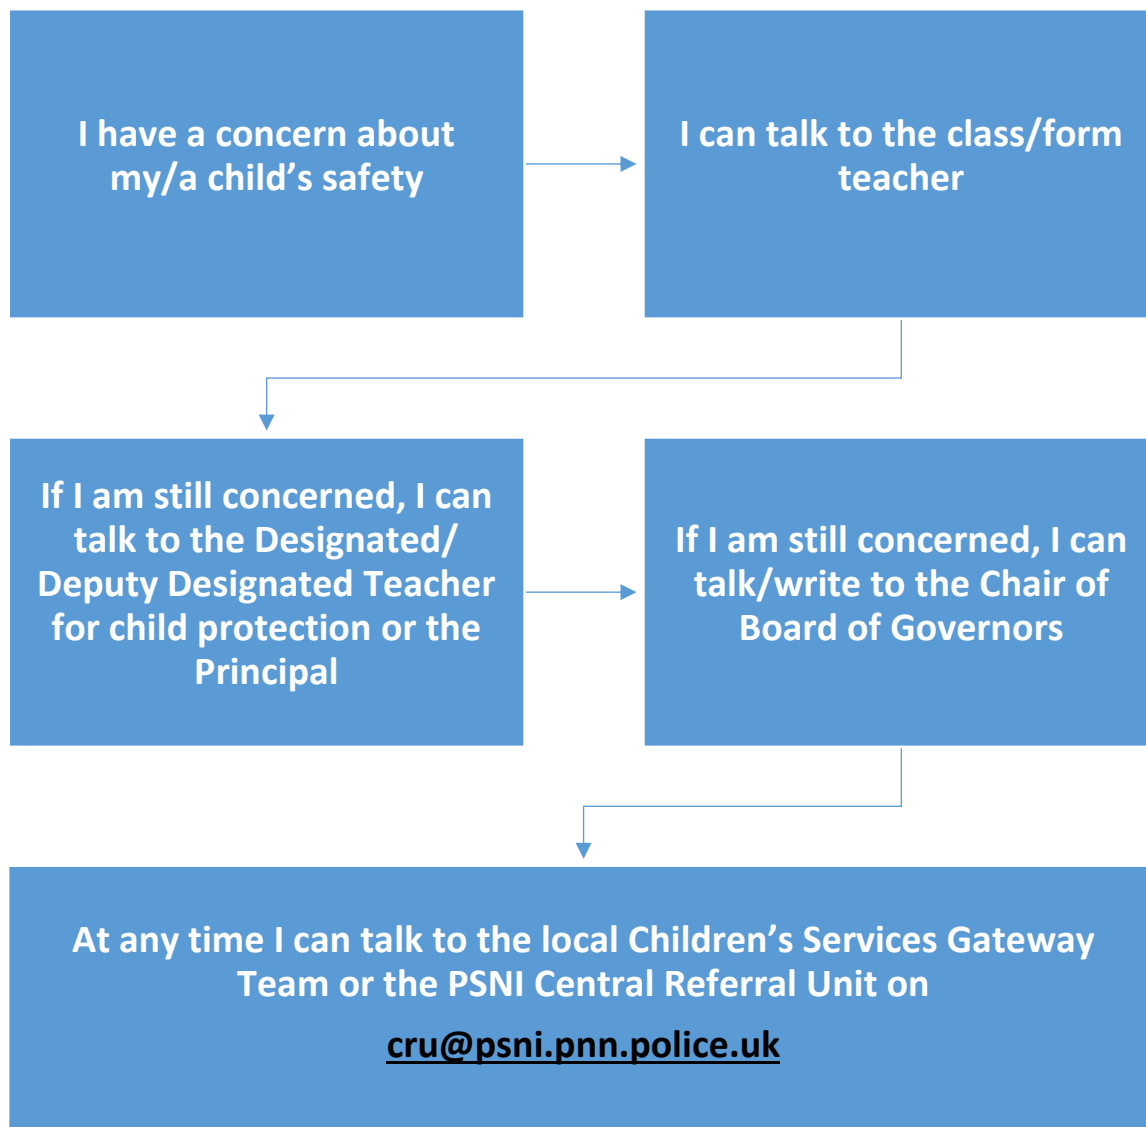 I have a concern about
my/a child’s safety
I can talk to the class/form
teacher
If I am still concerned, I can
talk to the Designated/
Deputy Designated Teacher
for child protection or the
Principal
If I am still concerned, I can
talk/write to the Chair of
Board of Governors
At any time I can talk to the local Children’s Services Gateway
Team or the PSNI Central Referral Unit on
cru@psni.pnn.police.uk